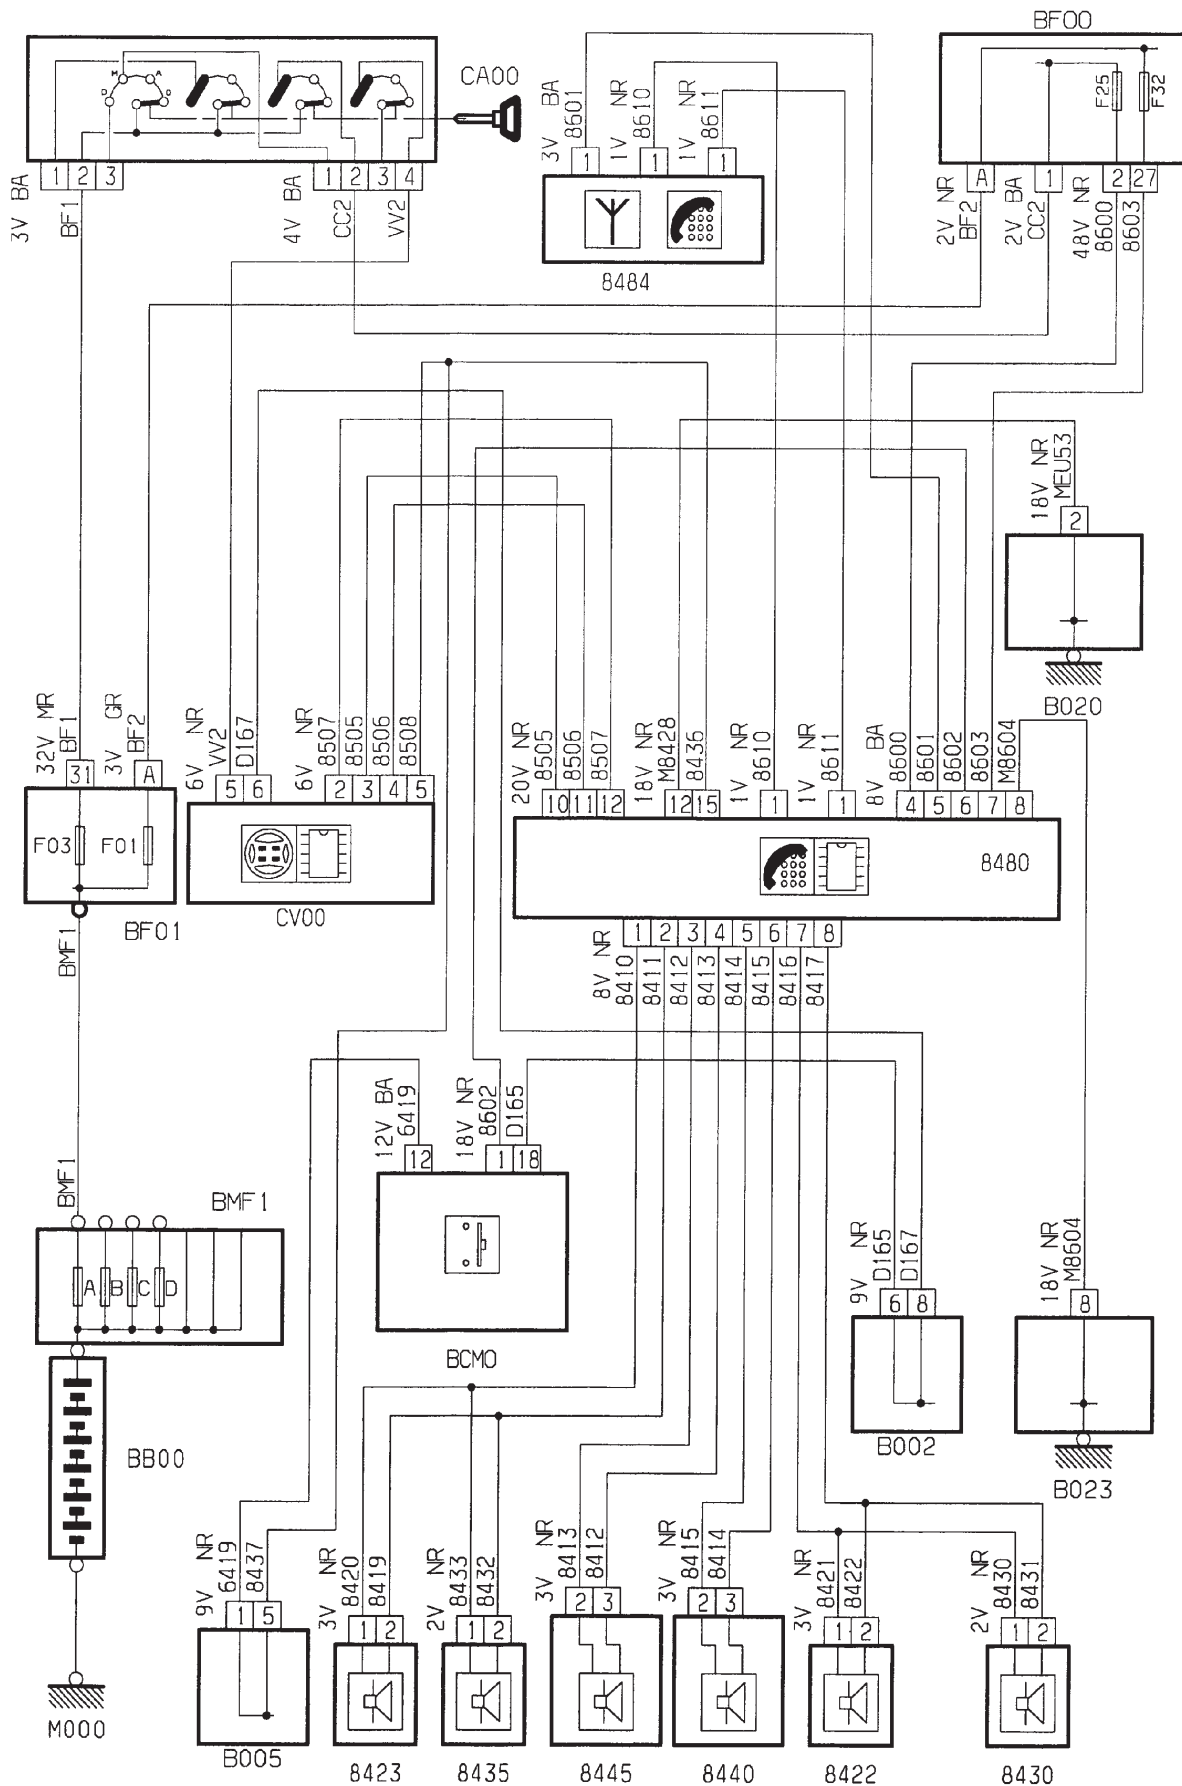 BF00
CA00
M A
D D
F25
F32
1 2 3
1 2 3 4
3V BA
BF1
4V BA
CC2
VV2
3V BA
8601
1V NR
8610
1V NR
8611
1 1 1
8484
A 1 2 27
2V NR
BF2
2V BA
CC2
48V NR
8600
8603
18V NR
MEU53
2
B020
32V MR
BF1
3V GR
BF2
31 A
F03 F01
BF01
6V NR
VV2
D167
5 6
6V NR
8507
8505
8506
8508
2 3 4 5
CV00
20V NR
8505
8506
8507
10 11 12
18V NR
M8428
8436
12 15
1V NR
8610
1
1V NR
8611
1
8V BA
8600
8601
8602
8603
M8604
4 5 6 7 8
8480
1 2 3 4 5 6 7 8
8V NR
8410
8411
8412
8413
8414
8415
8416
8417
BMF1
BMF1
BMF1
A B C D
BB00
M000
12V BA
6419
12
18V NR
8602
D165
1 18
BCM0
9V NR
D165
D167
6 8
B002
18V NR
M8604
8
B023
9V NR
6419
8437
1 5
B005
3V NR
8420
8419
1 2
8423
2V NR
8433
8432
1 2
8435
3V NR
8413
8412
2 3
8445
3V NR
8415
8414
2 3
8440
3V NR
8421
8422
1 2
8422
2V NR
8430
8431
1 2
8430